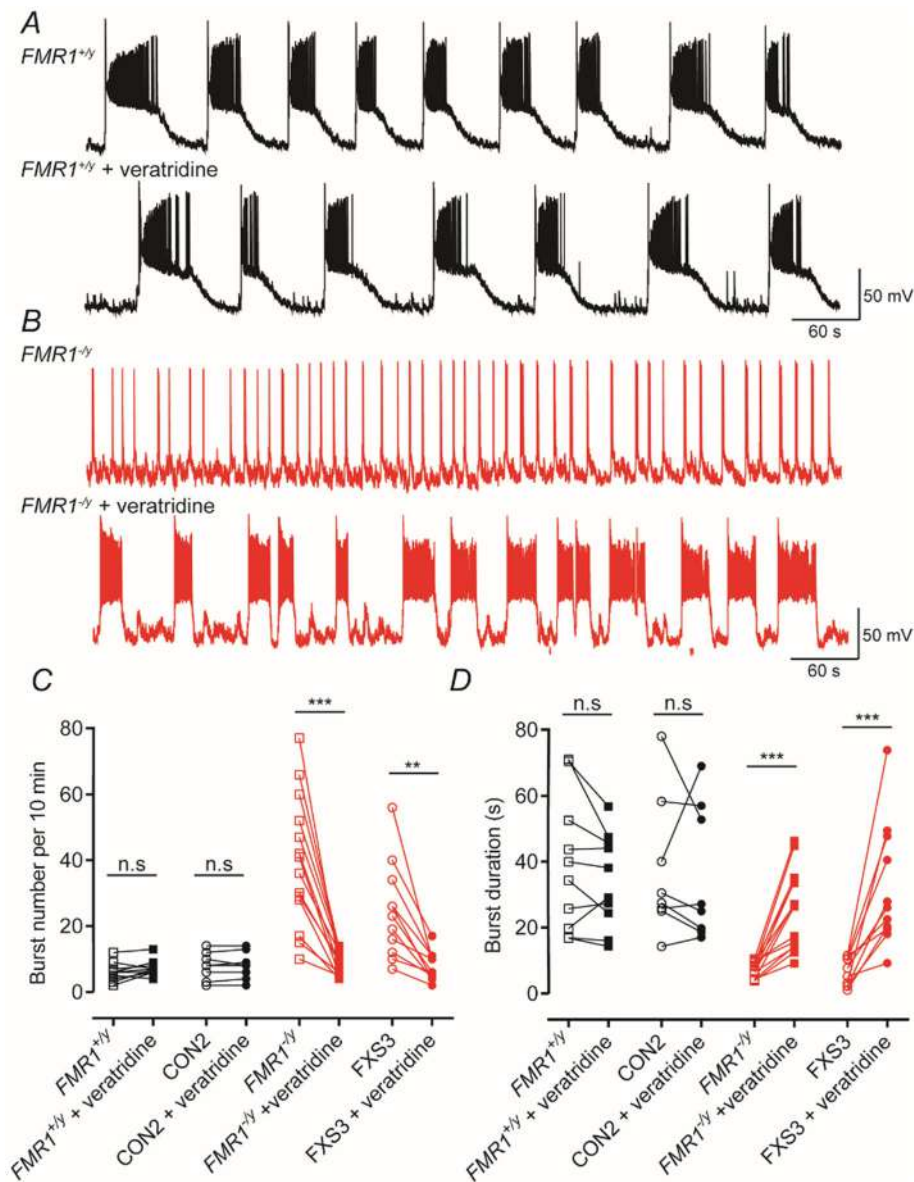 A
FMR1+/y
FMR1+/y + veratridine
50 mV
60 s
B
FMR1-/y
FMR1-/y + veratridine
50 mV
60 s
C
Burst number per 10 min
80
60
40
20
0
n.s
n.s
***
**
FMR1+/y
FMR1+/y + veratridine
CON2
CON2 + veratridine
FMR1-/y
FMR1-/y + veratridine
FXS3
FXS3 + veratridine
D
Burst duration (s)
80
60
40
20
0
n.s
n.s
***
***
FMR1+/y
FMR1+/y + veratridine
CON2
CON2 + veratridine
FMR1-/y
FMR1-/y + veratridine
FXS3
FXS3 + veratridine